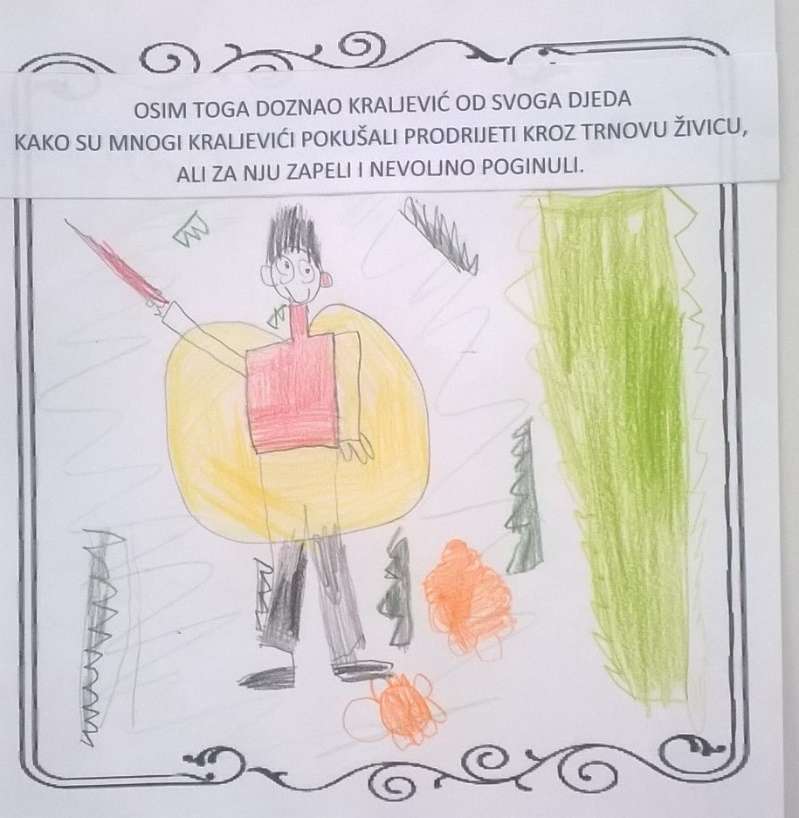 OSIM TOGA DOZNAO KRALJEVIĆ OD SVOGA DJEDA
KAKO SU MNOGI KRALJEVIĆI POKUŠALI PRODRIJETI KROZ TRNOVU ŽIVICU,
ALI ZA NJU ZAPELI I NEVOLJNO POGINULI.